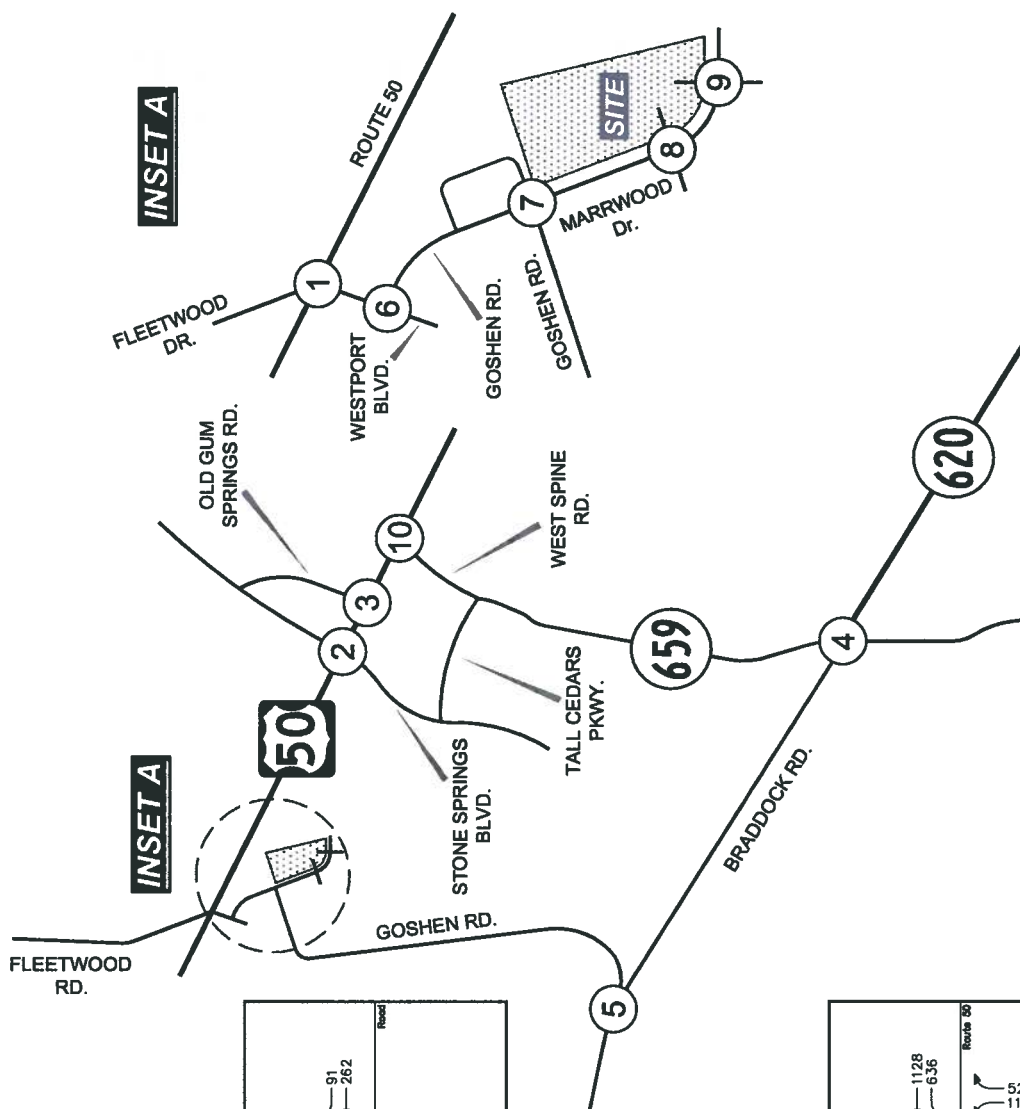 INSET A
ROUTE 50
FLEETWOOD
DR.
1
6
WESTPORT
BLVD.
GOSHEN RD.
GOSHEN RD.
7
MARRWOOD
Dr.
SITE
8
9
OLD GUM
SPRINGS RD.
10
3
2
WEST SPINE
RD.
659
TALL CEDARS
PKWY.
STONE SPRINGS
BLVD.
50
INSET A
FLEETWOOD
RD.
GOSHEN RD.
620
4
BRADDOCK RD.
5
91
262
Road
1128
636
Route 50